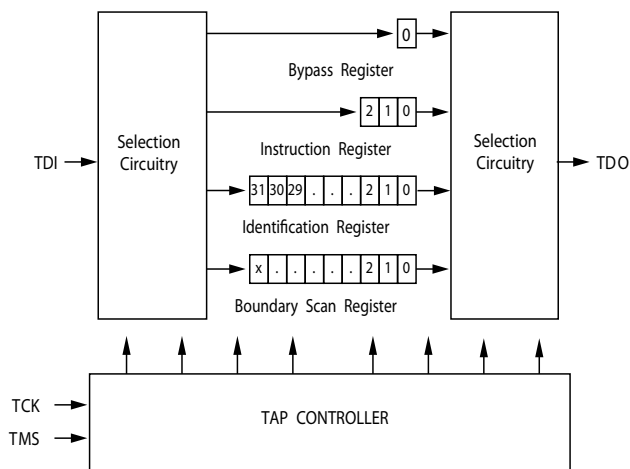 0
Bypass Register
2 1 0
Selection
Circuitry
Selection
Circuitry
TDI
TDO
Instruction Register
31 30 29 . . . 2 1 0
Identification Register
x . . . . . 2 1 0
Boundary Scan Register
TCK
TMS
TAP CONTROLLER